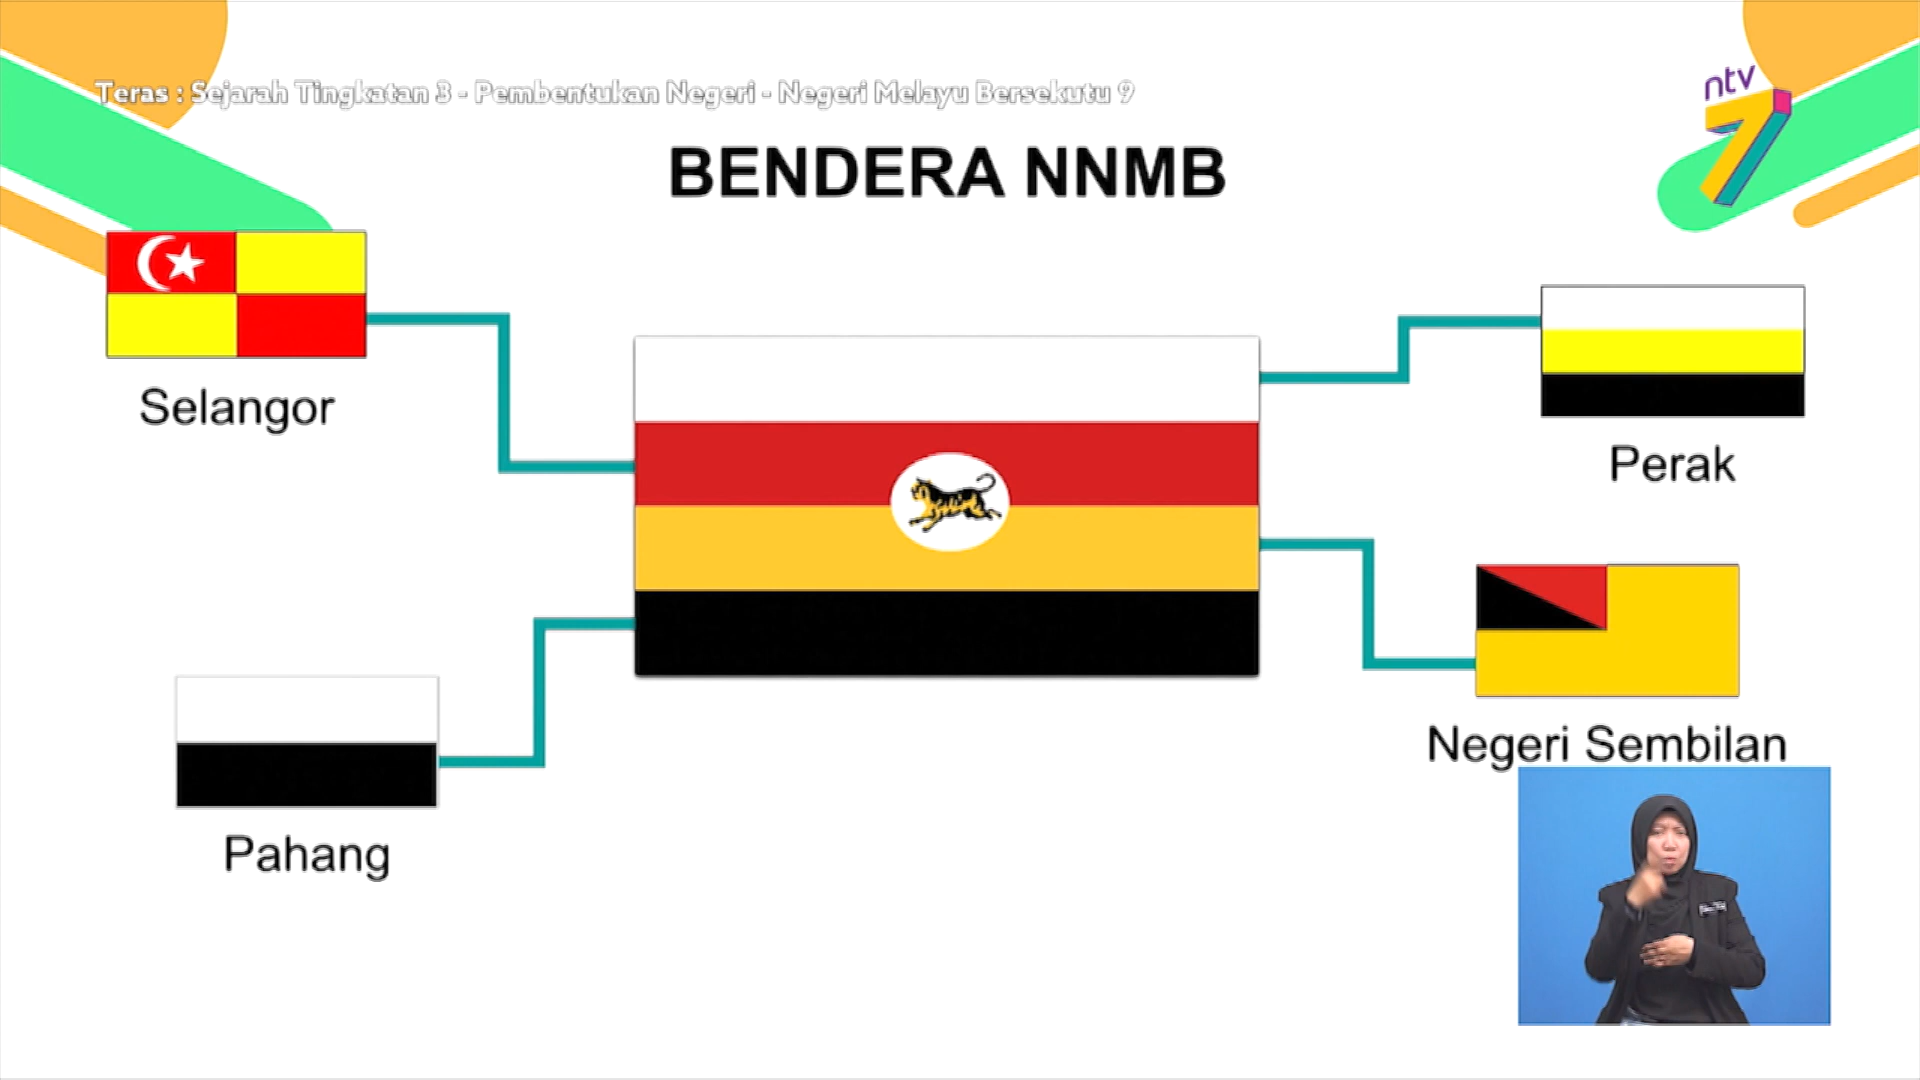 Teras : Sejarah Tingkatan 3 - Pembentukan Negeri - Negeri Melayu Bersekutu 9
ntv
7
BENDERA NNMB
Selangor
Perak
Negeri Sembilan
Pahang